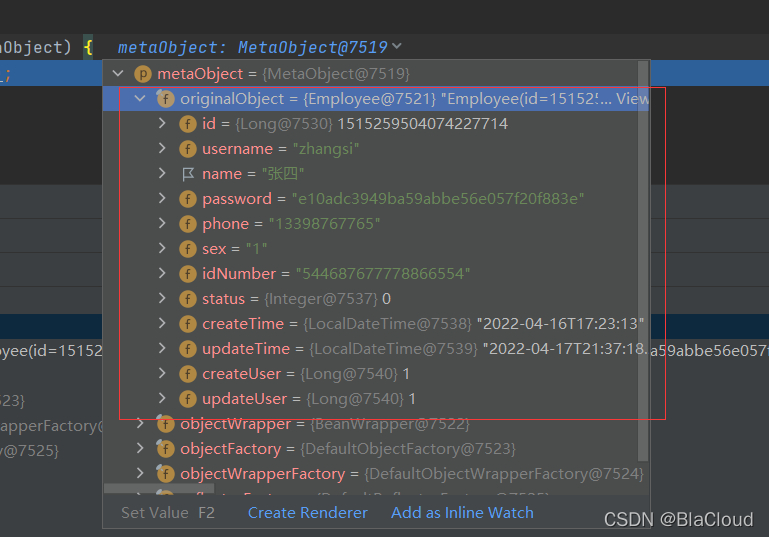 aObject) { metaObject: MetaObject@7519
;
metaObject = {MetaObject@7519}
originalObject = {Employee@7521} "Employee(id=15152... View
id = {Long@7530} 1515259504074227714
username = "zhangsi"
name = "张四"
password = "e10adc3949ba59abbe56e057f20f883e"
phone = "13398767765"
sex = "1"
idNumber = "544687677778866554"
status = {Integer@7537} 0
createTime = {LocalDateTime@7538} "2022-04-16T17:23:13"
updateTime = {LocalDateTime@7539} "2022-04-17T21:37:18.
yee(id=15152 a59abbe56e057f
createUser = {Long@7540} 1
updateUser = {Long@7540} 1
23}
objectWrapper = {BeanWrapper@7522}
apperFactory@
objectFactory = {DefaultObjectFactory@7523}
y@7525}
objectWrapperFactory = {DefaultObjectWrapperFactory@7524}
Set Value F2 Create Renderer Add as Inline Watch
CSDN @BlaCloud